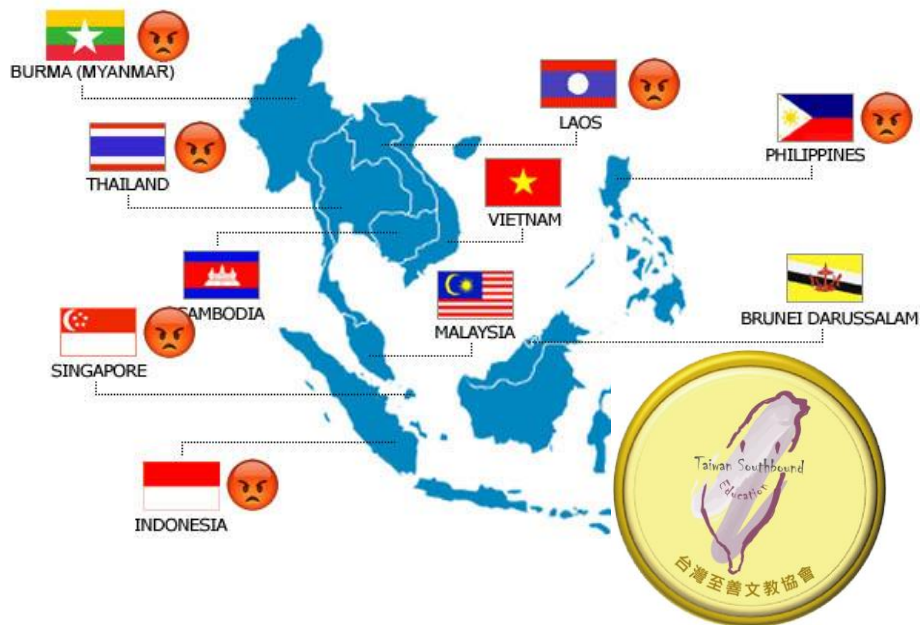 BURMA (MYANMAR)
LAOS
THAILAND
PHILIPPINES
VIETNAM
CAMBODIA
MALAYSIA
BRUNEI DARUSSALAM
SINGAPORE
INDONESIA
Taiwan Southbound
Education
台灣至善文教協會